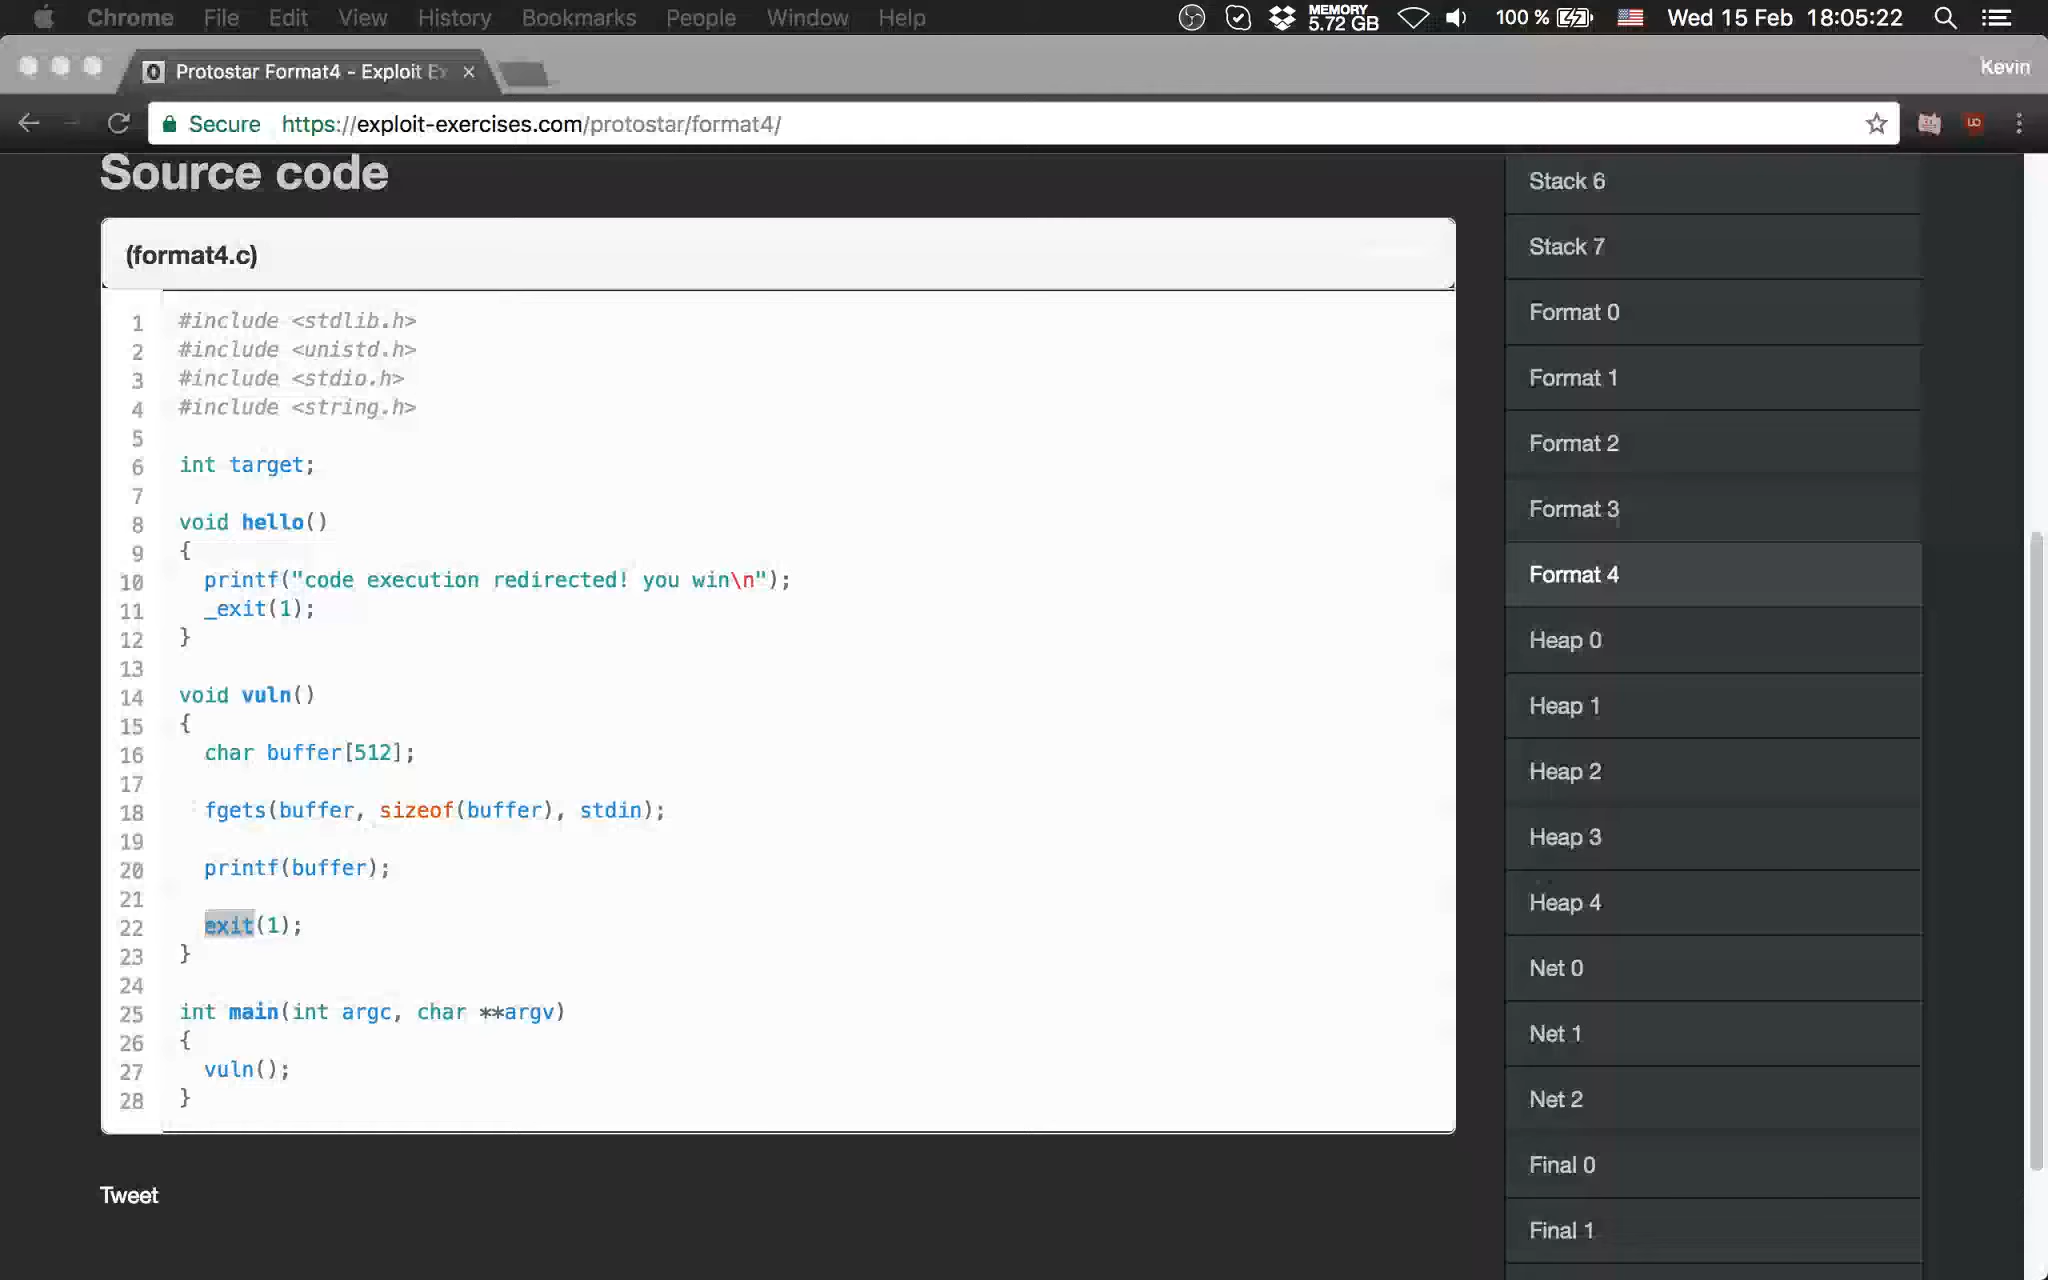 Chrome File Edit View History Bookmarks People Window Help MEMORY 5.72 GB 100 % Wed 15 Feb 18:05:22
Protostar Format4 - Exploit Ex Kevin
Secure https://exploit-exercises.com/protostar/format4/
Source code
(format4.c)
1 #include <stdlib.h>
2 #include <unistd.h>
3 #include <stdio.h>
4 #include <string.h>
5
6 int target;
7
8 void hello()
9 {
10 printf("code execution redirected! you win\n");
11 _exit(1);
12 }
13
14 void vuln()
15 {
16 char buffer[512];
17
18 fgets(buffer, sizeof(buffer), stdin);
19
20 printf(buffer);
21
22 exit(1);
23 }
24
25 int main(int argc, char **argv)
26 {
27 vuln();
28 }
Tweet
Stack 6
Stack 7
Format 0
Format 1
Format 2
Format 3
Format 4
Heap 0
Heap 1
Heap 2
Heap 3
Heap 4
Net 0
Net 1
Net 2
Final 0
Final 1